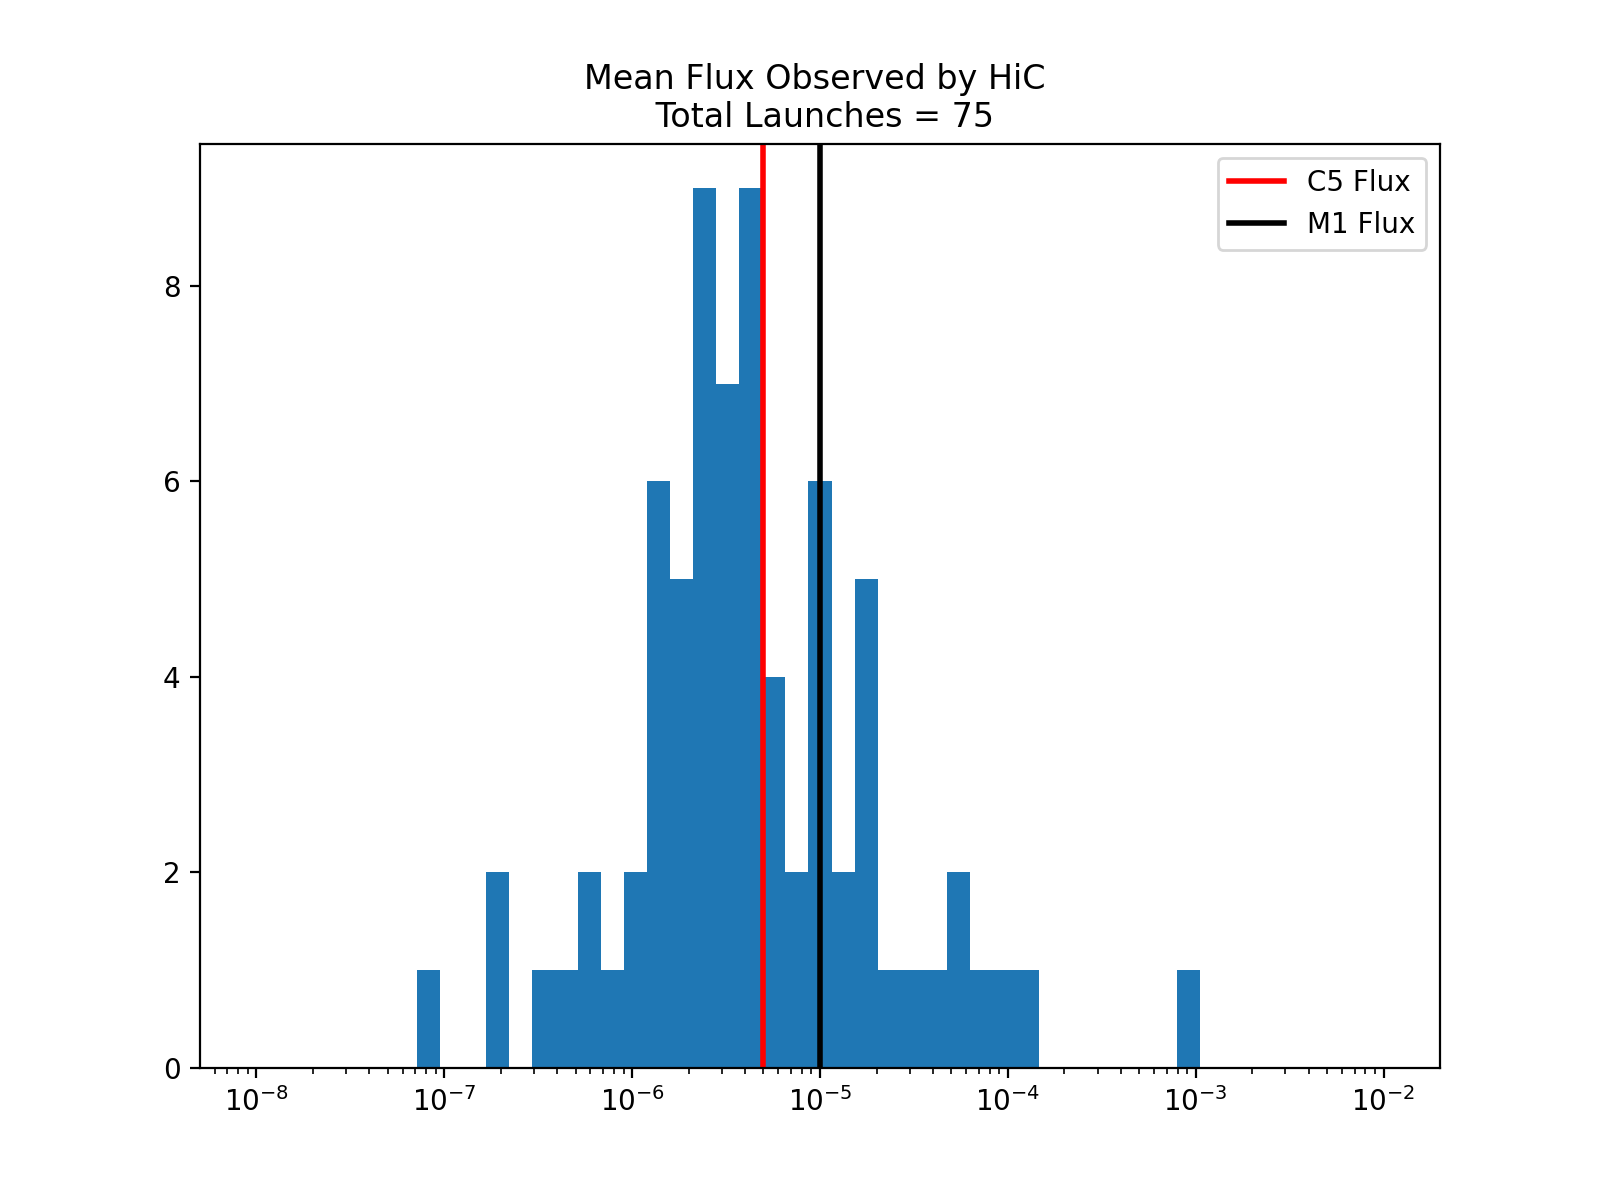 Mean Flux Observed by HiC
Total Launches = 75
C5 Flux
M1 Flux
8
6
4
2
0
10⁻⁸ 10⁻⁷ 10⁻⁶ 10⁻⁵ 10⁻⁴ 10⁻³ 10⁻²